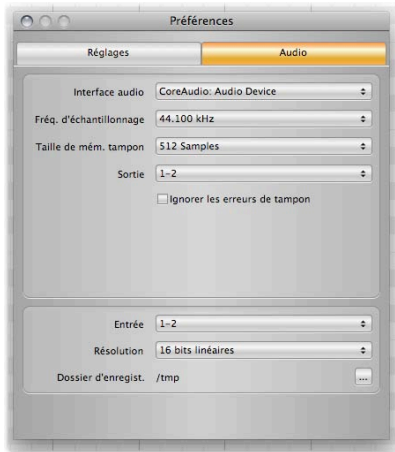 Préférences
Réglages Audio
Interface audio CoreAudio: Audio Device
Fréq. d'échantillonnage 44.100 kHz
Taille de mém. tampon 512 Samples
Sortie 1-2
Ignorer les erreurs de tampon
Entrée 1-2
Résolution 16 bits linéaires
Dossier d'enregist. /tmp ...